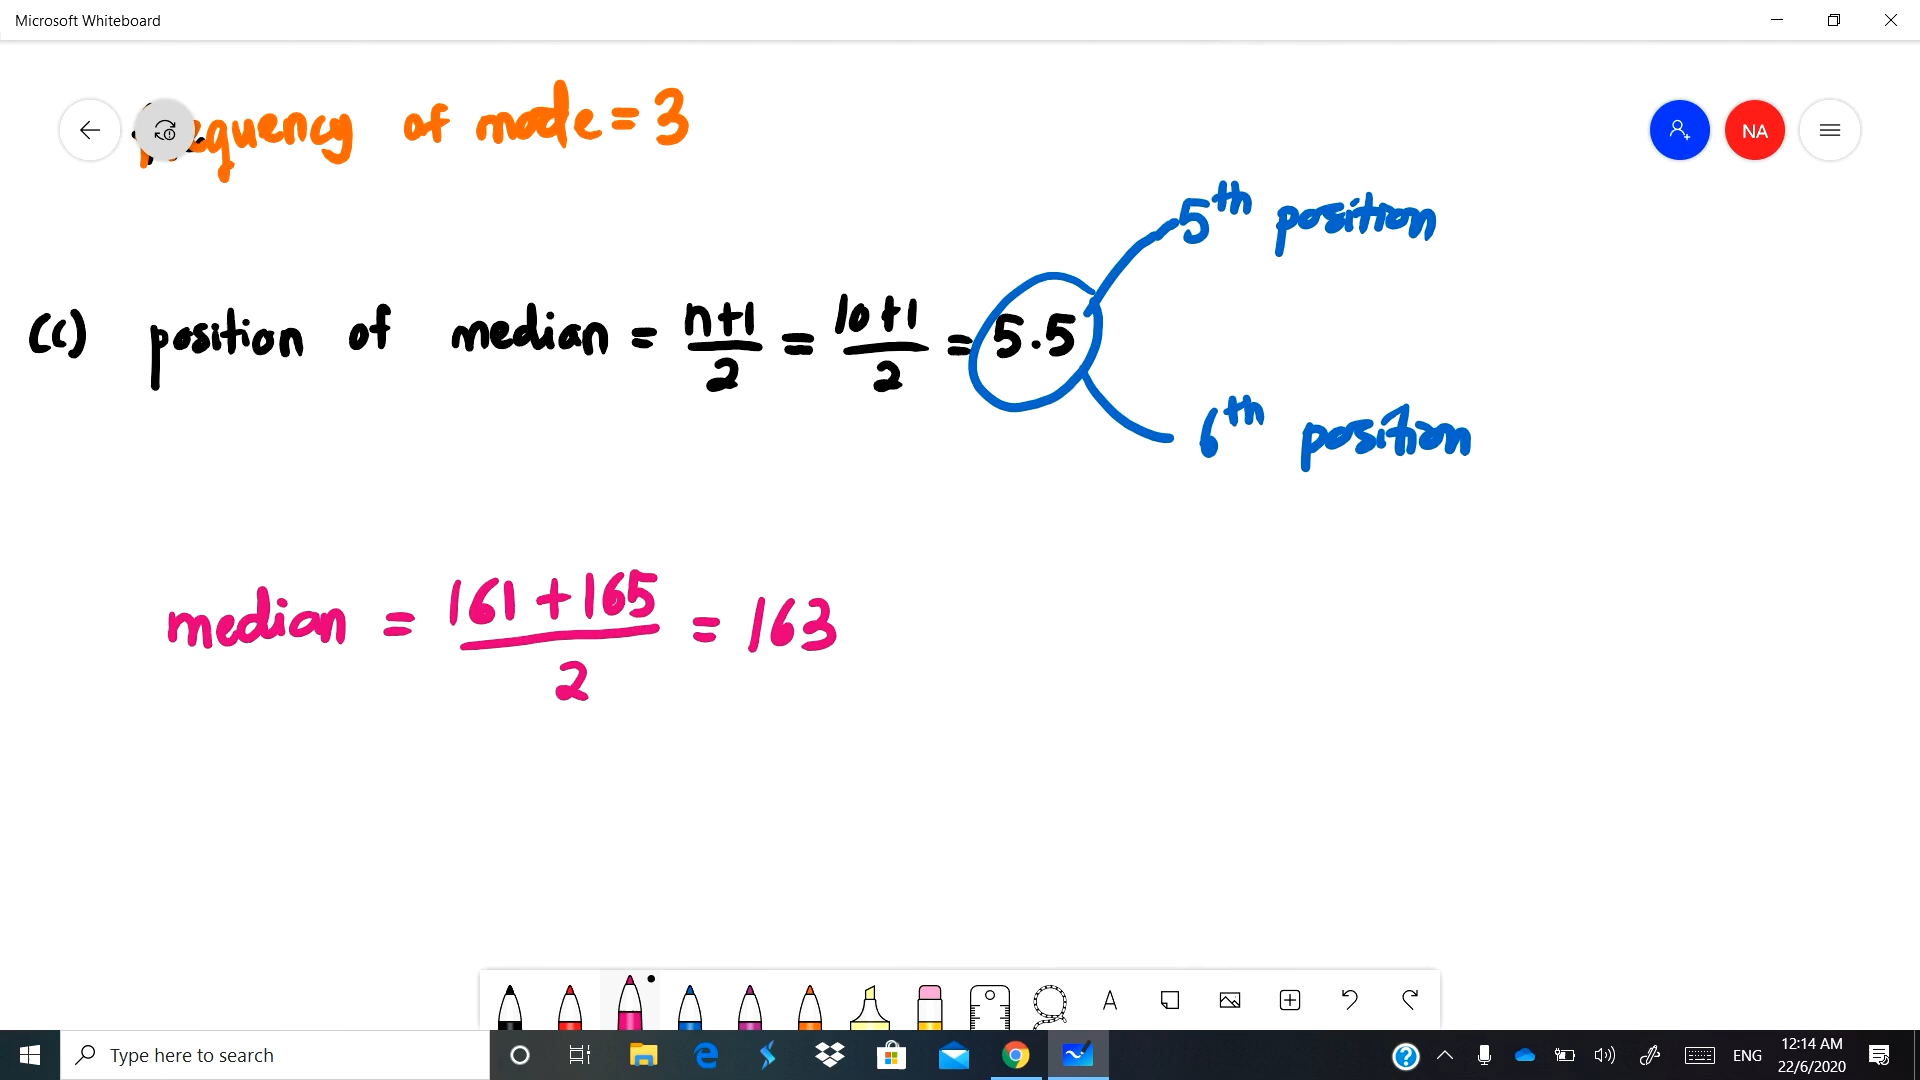 Microsoft Whiteboard
frequency of mode = 3
NA
5th position
(c) position of median = n+1/2 = 10+1/2 = 5.5
6th position
median = 161+165/2 = 163
A
Type here to search
ENG
12:14 AM
22/6/2020